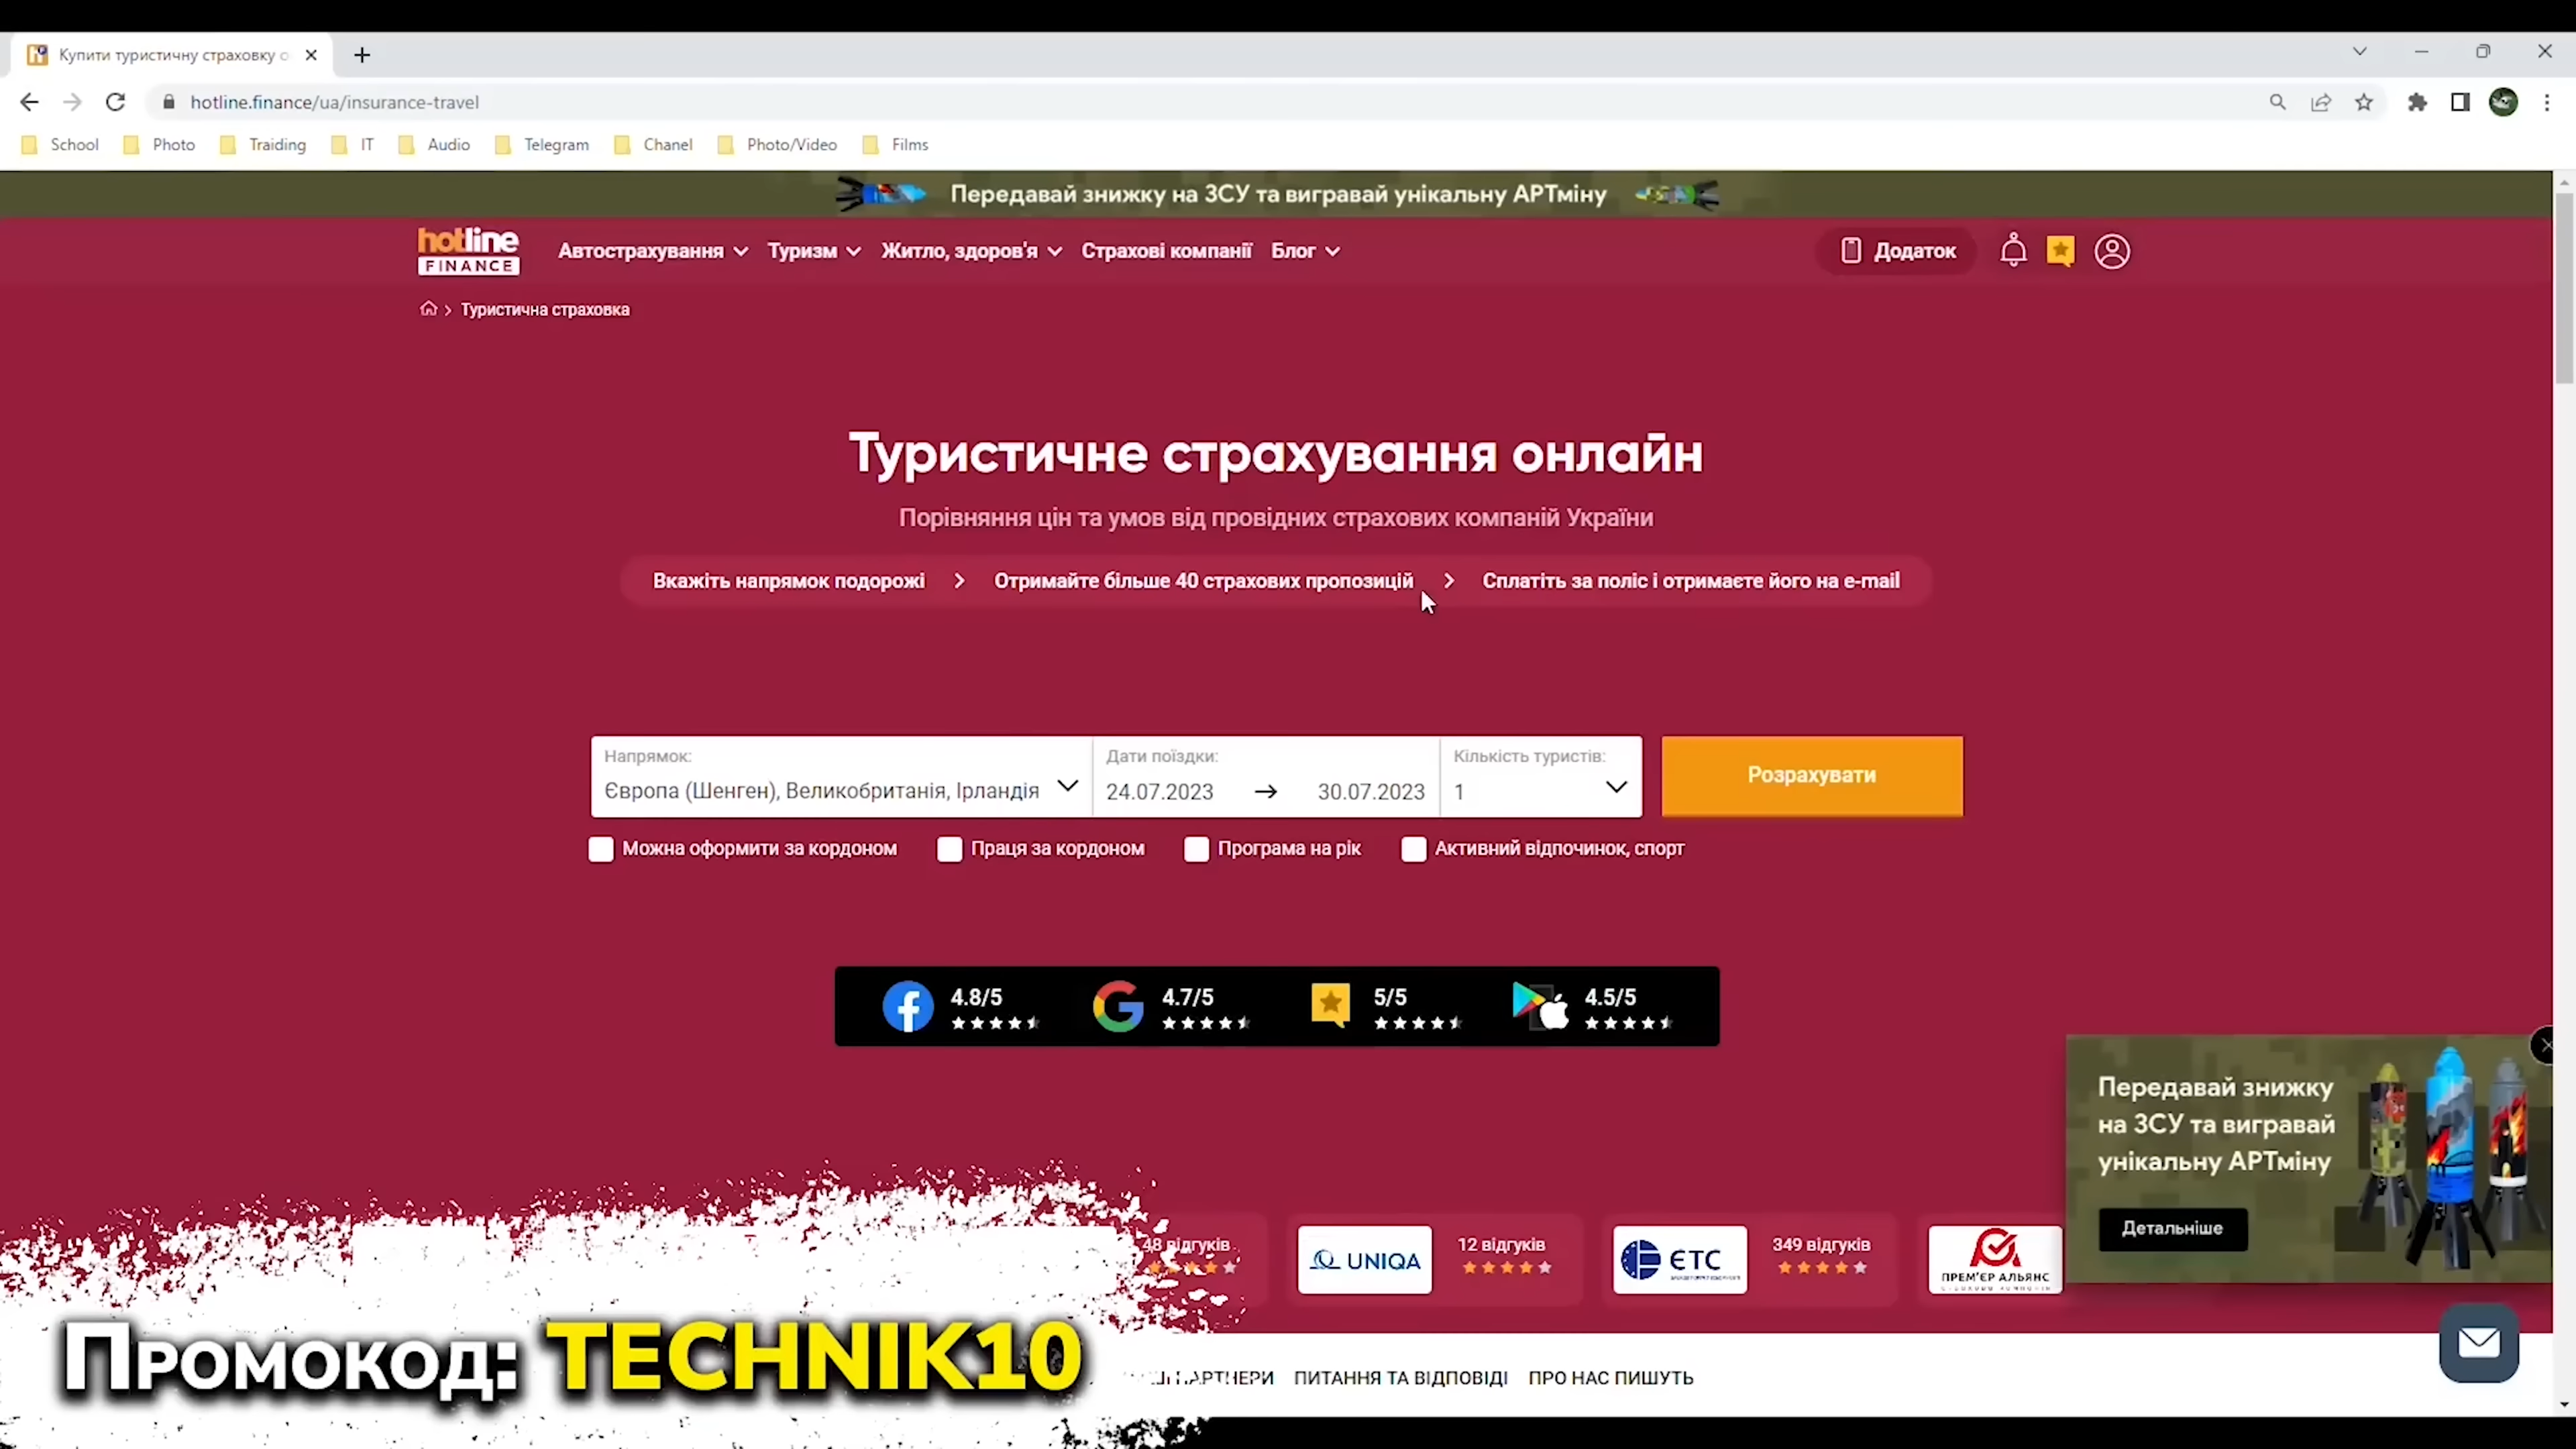 Купити туристичну страховку о
hotline.finance/ua/insurance-travel
School Photo Traiding IT Audio Telegram Chanel Photo/Video Films
Передавай знижку на ЗСУ та вигравай унікальну АРТміну
hotline
FINANCE
Автострахування Туризм Житло, здоров'я Страхові компанії Блог
Додаток
Туристична страховка
Туристичне страхування онлайн
Порівняння цін та умов від провідних страхових компаній України
Вкажіть напрямок подорожі > Отримайте більше 40 страхових пропозицій > Сплатіть за поліс і отримаєте його на e-mail
Напрямок: Дати поїздки: Кількість туристів:
Європа (Шенген), Великобританія, Ірландія 24.07.2023 → 30.07.2023 1
Розрахувати
Можна оформити за кордоном Праця за кордоном Програма на рік Активний відпочинок, спорт
4.8/5 4.7/5 5/5 4.5/5
Передавай знижку
на ЗСУ та вигравай
унікальну АРТміну
Детальніше
48 відгуків
UNIQA
12 відгуків
ЄТС
349 відгуків
ПРЕМ'ЄР АЛЬЯНС
Промокод: TECHNIK10
ПАРТНЕРИ ПИТАННЯ ТА ВІДПОВІДІ ПРО НАС ПИШУТЬ